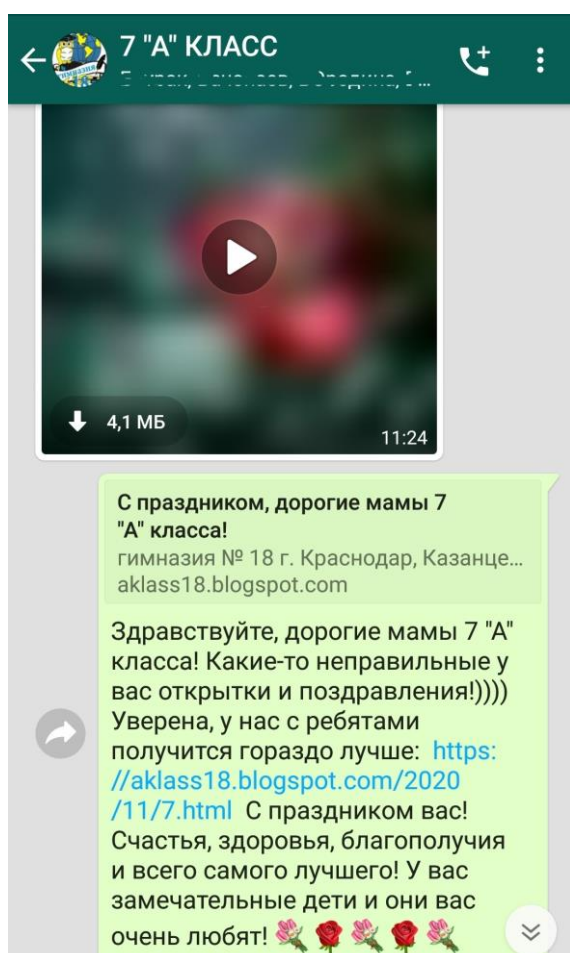 7 "А" КЛАСС
4,1 МБ
11:24
С праздником, дорогие мамы 7
"А" класса!
гимназия № 18 г. Краснодар, Казанце...
aklass18.blogspot.com
Здравствуйте, дорогие мамы 7 "А"
класса! Какие-то неправильные у
вас открытки и поздравления!))))
Уверена, у нас с ребятами
получится гораздо лучше: https:
//aklass18.blogspot.com/2020
/11/7.html С праздником вас!
Счастья, здоровья, благополучия
и всего самого лучшего! У вас
замечательные дети и они вас
очень любят! 🌷🌹🌷🌹🌷